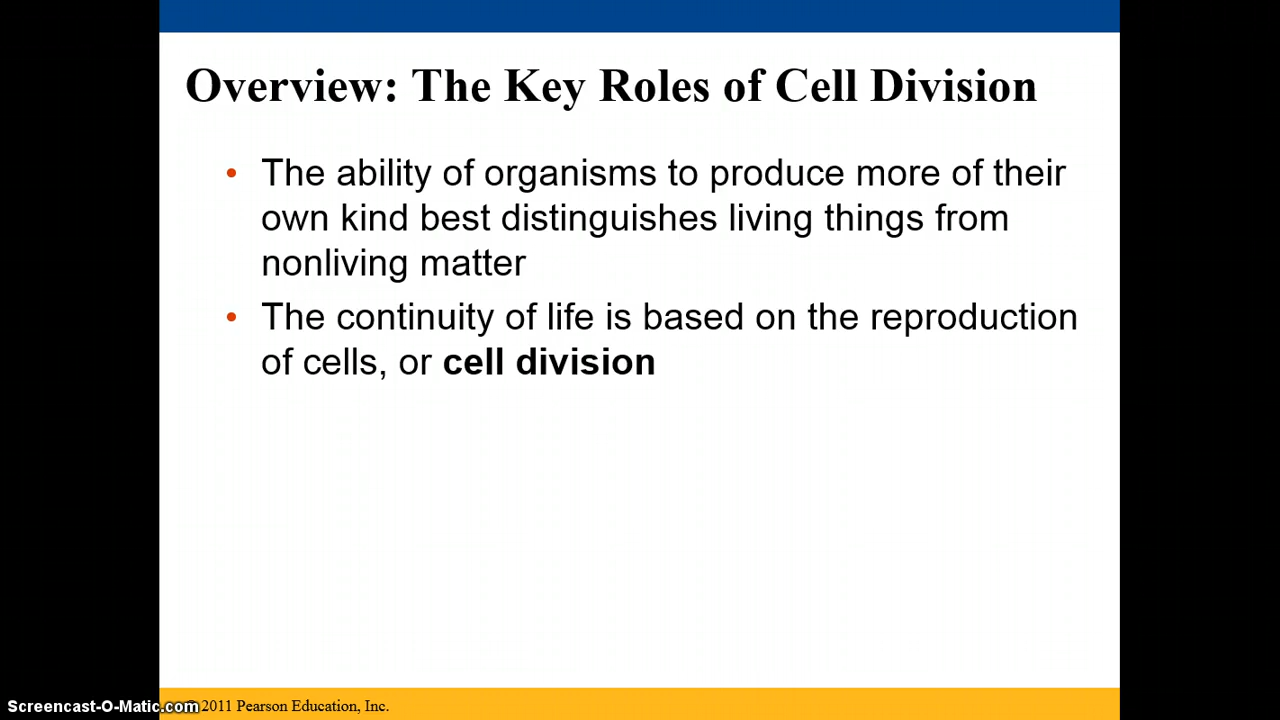 Overview: The Key Roles of Cell Division
• The ability of organisms to produce more of their
own kind best distinguishes living things from
nonliving matter
• The continuity of life is based on the reproduction
of cells, or cell division
Screencast-O-Matic.com
© 2011 Pearson Education, Inc.